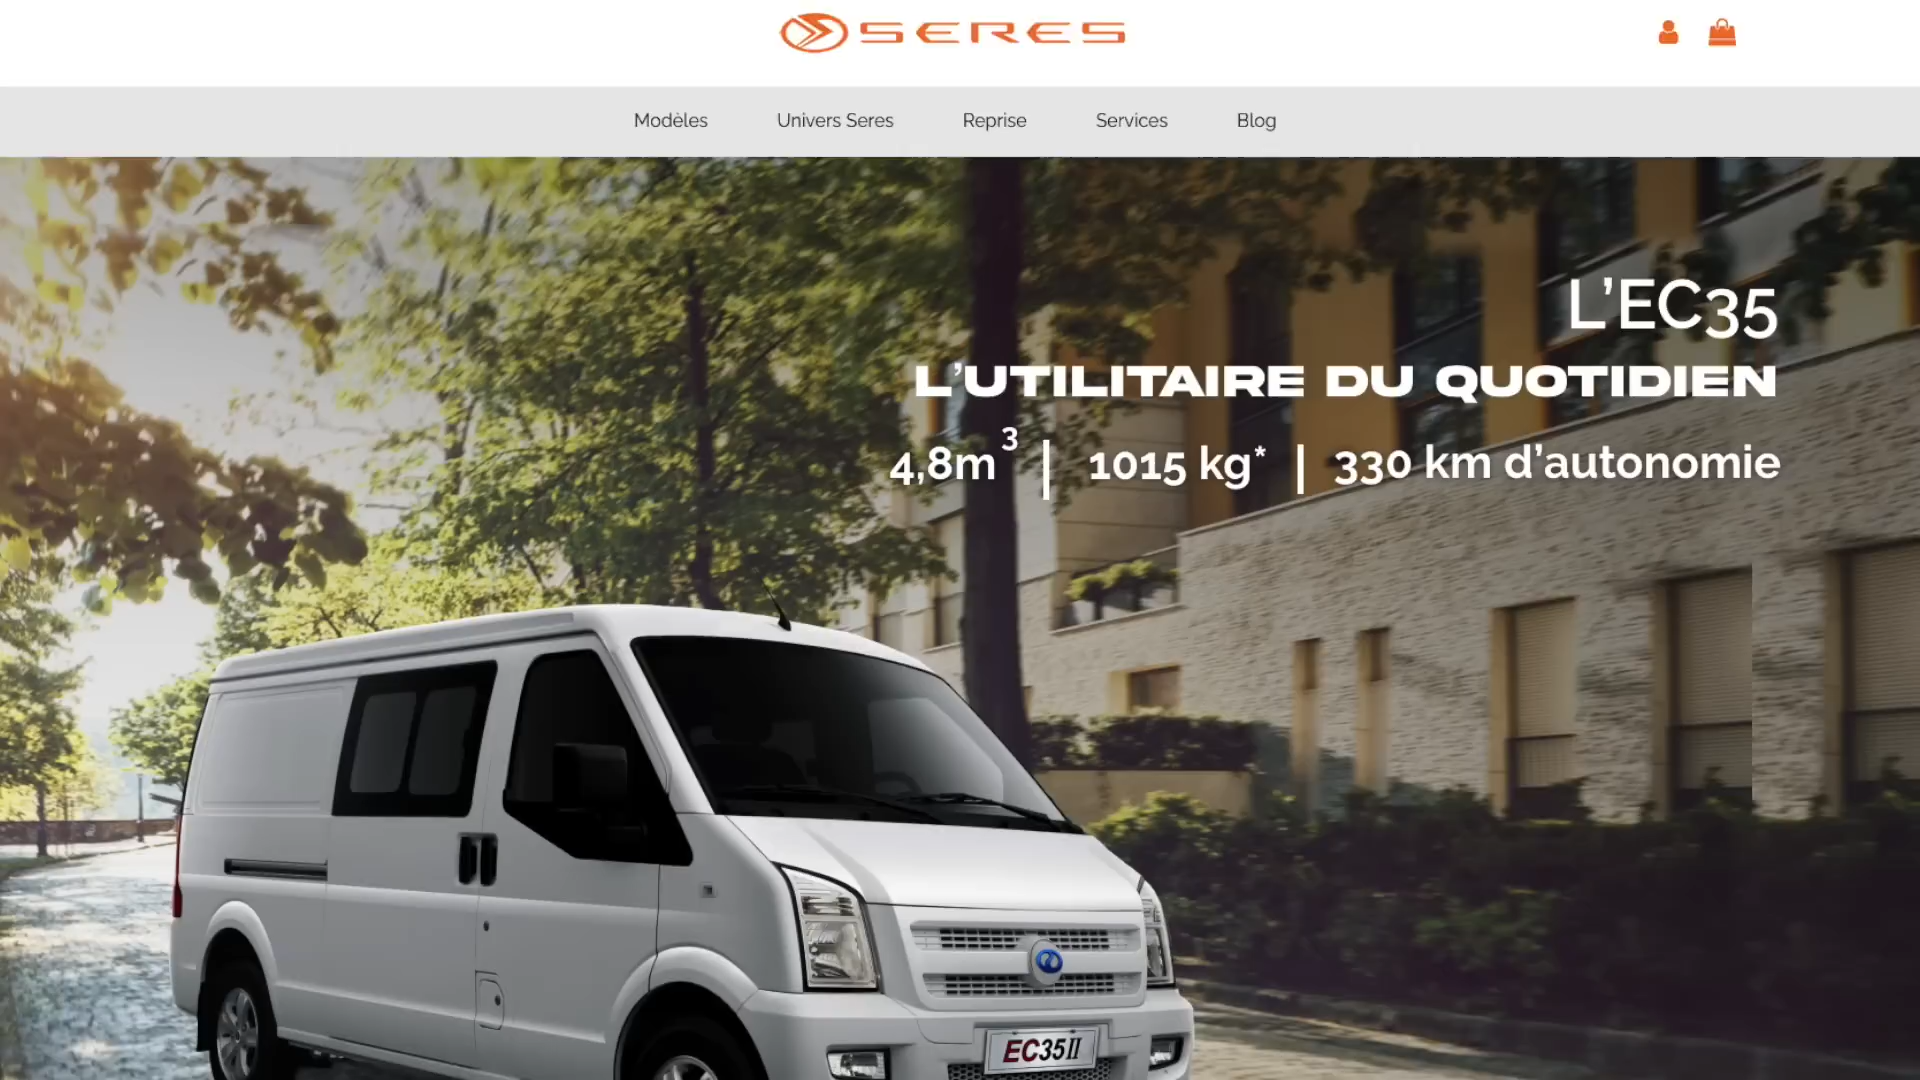 SERES
Modèles Univers Seres Reprise Services Blog
L'EC35
L'UTILITAIRE DU QUOTIDIEN
4,8m³ | 1015 kg* | 330 km d'autonomie
EC35II